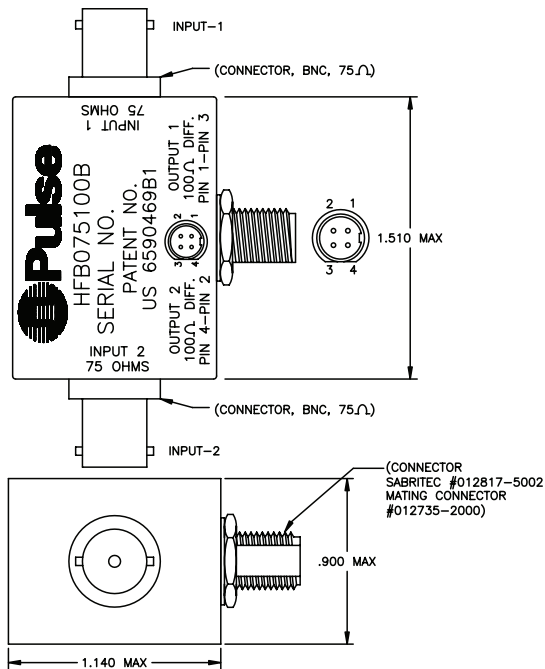 INPUT-1
(CONNECTOR, BNC, 75Ω)
INPUT 1
75 OHMS
Pulse
HFB075100B
SERIAL NO.
PATENT NO.
US 6590469B1
OUTPUT 1
100Ω DIFF.
PIN 1-PIN 3
2 1
3 4
OUTPUT 2
100Ω DIFF.
PIN 4-PIN 2
2 1
3 4
1.510 MAX
INPUT 2
75 OHMS
(CONNECTOR, BNC, 75Ω)
INPUT-2
(CONNECTOR
SABRITEC #012817-5002
MATING CONNECTOR
#012735-2000)
.900 MAX
1.140 MAX